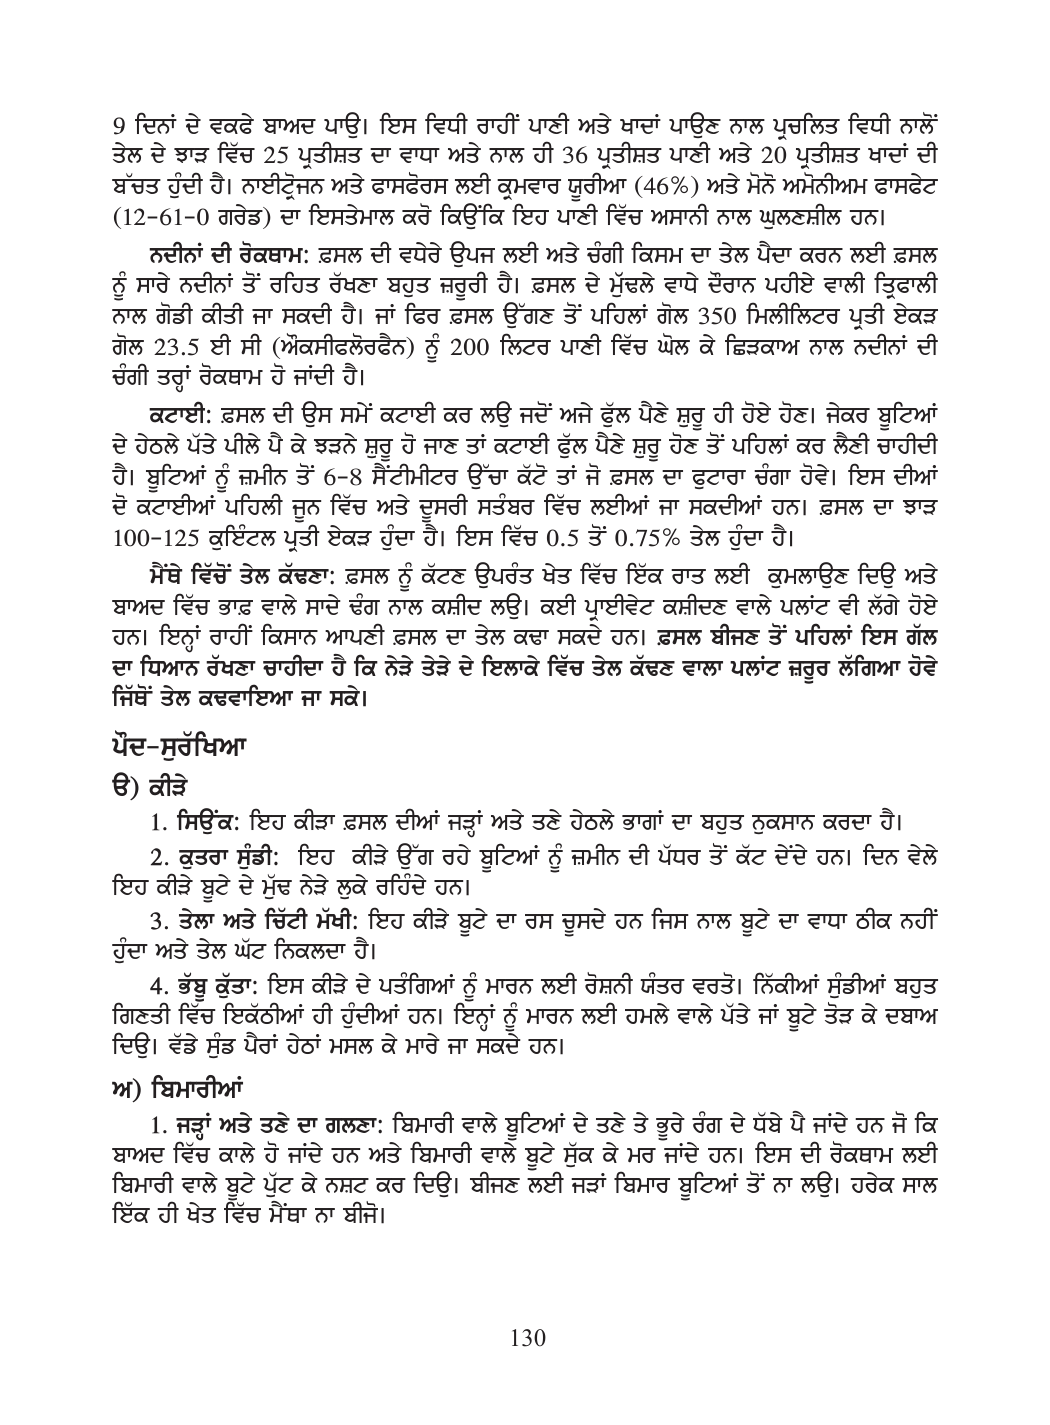 9 ਦਿਨਾਂ ਦੇ ਵਕਫੇ ਬਾਅਦ ਪਾਉ। ਇਸ ਵਿਧੀ ਰਾਹੀਂ ਪਾਣੀ ਅਤੇ ਖਾਦਾਂ ਪਾਉਣ ਨਾਲ ਪ੍ਰਚਲਿਤ ਵਿਧੀ ਨਾਲੋਂ
ਤੇਲ ਦੇ ਝਾੜ ਵਿੱਚ 25 ਪ੍ਰਤੀਸ਼ਤ ਦਾ ਵਾਧਾ ਅਤੇ ਨਾਲ ਹੀ 36 ਪ੍ਰਤੀਸ਼ਤ ਪਾਣੀ ਅਤੇ 20 ਪ੍ਰਤੀਸ਼ਤ ਖਾਦਾਂ ਦੀ
ਬੱਚਤ ਹੁੰਦੀ ਹੈ। ਨਾਈਟ੍ਰੋਜਨ ਅਤੇ ਫਾਸਫੋਰਸ ਲਈ ਕ੍ਰਮਵਾਰ ਯੂਰੀਆ (46%) ਅਤੇ ਮੋਨੋ ਅਮੋਨੀਅਮ ਫਾਸਫੇਟ
(12-61-0 ਗਰੇਡ) ਦਾ ਇਸਤੇਮਾਲ ਕਰੋ ਕਿਉਂਕਿ ਇਹ ਪਾਣੀ ਵਿੱਚ ਅਸਾਨੀ ਨਾਲ ਘੁਲਣਸ਼ੀਲ ਹਨ।
ਨਦੀਨਾਂ ਦੀ ਰੋਕਥਾਮ: ਫ਼ਸਲ ਦੀ ਵਧੇਰੇ ਉਪਜ ਲਈ ਅਤੇ ਚੰਗੀ ਕਿਸਮ ਦਾ ਤੇਲ ਪੈਦਾ ਕਰਨ ਲਈ ਫ਼ਸਲ
ਨੂੰ ਸਾਰੇ ਨਦੀਨਾਂ ਤੋਂ ਰਹਿਤ ਰੱਖਣਾ ਬਹੁਤ ਜ਼ਰੂਰੀ ਹੈ। ਫ਼ਸਲ ਦੇ ਮੁੱਢਲੇ ਵਾਧੇ ਦੌਰਾਨ ਪਹੀਏ ਵਾਲੀ ਤ੍ਰਿਫਾਲੀ
ਨਾਲ ਗੋਡੀ ਕੀਤੀ ਜਾ ਸਕਦੀ ਹੈ। ਜਾਂ ਫਿਰ ਫ਼ਸਲ ਉੱਗਣ ਤੋਂ ਪਹਿਲਾਂ ਗੋਲ 350 ਮਿਲੀਲਿਟਰ ਪ੍ਰਤੀ ਏਕੜ
ਗੋਲ 23.5 ਈ ਸੀ (ਔਕਸੀਫਲੋਰਫੈਨ) ਨੂੰ 200 ਲਿਟਰ ਪਾਣੀ ਵਿੱਚ ਘੋਲ ਕੇ ਛਿੜਕਾਅ ਨਾਲ ਨਦੀਨਾਂ ਦੀ
ਚੰਗੀ ਤਰ੍ਹਾਂ ਰੋਕਥਾਮ ਹੋ ਜਾਂਦੀ ਹੈ।
ਕਟਾਈ: ਫ਼ਸਲ ਦੀ ਉਸ ਸਮੇਂ ਕਟਾਈ ਕਰ ਲਉ ਜਦੋਂ ਅਜੇ ਫੁੱਲ ਪੈਣੇ ਸ਼ੁਰੂ ਹੀ ਹੋਏ ਹੋਣ। ਜੇਕਰ ਬੂਟਿਆਂ
ਦੇ ਹੇਠਲੇ ਪੱਤੇ ਪੀਲੇ ਪੈ ਕੇ ਝੜਨੇ ਸ਼ੁਰੂ ਹੋ ਜਾਣ ਤਾਂ ਕਟਾਈ ਫੁੱਲ ਪੈਣੇ ਸ਼ੁਰੂ ਹੋਣ ਤੋਂ ਪਹਿਲਾਂ ਕਰ ਲੈਣੀ ਚਾਹੀਦੀ
ਹੈ। ਬੂਟਿਆਂ ਨੂੰ ਜ਼ਮੀਨ ਤੋਂ 6-8 ਸੈਂਟੀਮੀਟਰ ਉੱਚਾ ਕੱਟੋ ਤਾਂ ਜੋ ਫ਼ਸਲ ਦਾ ਫੁਟਾਰਾ ਚੰਗਾ ਹੋਵੇ। ਇਸ ਦੀਆਂ
ਦੋ ਕਟਾਈਆਂ ਪਹਿਲੀ ਜੂਨ ਵਿੱਚ ਅਤੇ ਦੂਸਰੀ ਸਤੰਬਰ ਵਿੱਚ ਲਈਆਂ ਜਾ ਸਕਦੀਆਂ ਹਨ। ਫ਼ਸਲ ਦਾ ਝਾੜ
100-125 ਕੁਇੰਟਲ ਪ੍ਰਤੀ ਏਕੜ ਹੁੰਦਾ ਹੈ। ਇਸ ਵਿੱਚ 0.5 ਤੋਂ 0.75% ਤੇਲ ਹੁੰਦਾ ਹੈ।
ਮੈਂਥੇ ਵਿੱਚੋਂ ਤੇਲ ਕੱਢਣਾ: ਫ਼ਸਲ ਨੂੰ ਕੱਟਣ ਉਪਰੰਤ ਖੇਤ ਵਿੱਚ ਇੱਕ ਰਾਤ ਲਈ ਕੁਮਲਾਉਣ ਦਿਉ ਅਤੇ
ਬਾਅਦ ਵਿੱਚ ਭਾਫ਼ ਵਾਲੇ ਸਾਦੇ ਢੰਗ ਨਾਲ ਕਸ਼ੀਦ ਲਉ। ਕਈ ਪ੍ਰਾਈਵੇਟ ਕਸ਼ੀਦਣ ਵਾਲੇ ਪਲਾਂਟ ਵੀ ਲੱਗੇ ਹੋਏ
ਹਨ। ਇਨ੍ਹਾਂ ਰਾਹੀਂ ਕਿਸਾਨ ਆਪਣੀ ਫ਼ਸਲ ਦਾ ਤੇਲ ਕਢਾ ਸਕਦੇ ਹਨ। ਫ਼ਸਲ ਬੀਜਣ ਤੋਂ ਪਹਿਲਾਂ ਇਸ ਗੱਲ
ਦਾ ਧਿਆਨ ਰੱਖਣਾ ਚਾਹੀਦਾ ਹੈ ਕਿ ਨੇੜੇ ਤੇੜੇ ਦੇ ਇਲਾਕੇ ਵਿੱਚ ਤੇਲ ਕੱਢਣ ਵਾਲਾ ਪਲਾਂਟ ਜ਼ਰੂਰ ਲੱਗਿਆ ਹੋਵੇ
ਜਿੱਥੋਂ ਤੇਲ ਕਢਵਾਇਆ ਜਾ ਸਕੇ।
ਪੌਦ-ਸੁਰੱਖਿਆ
ੳ) ਕੀੜੇ
1. ਸਿਉਂਕ: ਇਹ ਕੀੜਾ ਫ਼ਸਲ ਦੀਆਂ ਜੜ੍ਹਾਂ ਅਤੇ ਤਣੇ ਹੇਠਲੇ ਭਾਗਾਂ ਦਾ ਬਹੁਤ ਨੁਕਸਾਨ ਕਰਦਾ ਹੈ।
2. ਕੁਤਰਾ ਸੁੰਡੀ: ਇਹ ਕੀੜੇ ਉੱਗ ਰਹੇ ਬੂਟਿਆਂ ਨੂੰ ਜ਼ਮੀਨ ਦੀ ਪੱਧਰ ਤੋਂ ਕੱਟ ਦੇਂਦੇ ਹਨ। ਦਿਨ ਵੇਲੇ
ਇਹ ਕੀੜੇ ਬੂਟੇ ਦੇ ਮੁੱਢ ਨੇੜੇ ਲੁਕੇ ਰਹਿੰਦੇ ਹਨ।
3. ਤੇਲਾ ਅਤੇ ਚਿੱਟੀ ਮੱਖੀ: ਇਹ ਕੀੜੇ ਬੂਟੇ ਦਾ ਰਸ ਚੂਸਦੇ ਹਨ ਜਿਸ ਨਾਲ ਬੂਟੇ ਦਾ ਵਾਧਾ ਠੀਕ ਨਹੀਂ
ਹੁੰਦਾ ਅਤੇ ਤੇਲ ਘੱਟ ਨਿਕਲਦਾ ਹੈ।
4. ਭੱਬੂ ਕੁੱਤਾ: ਇਸ ਕੀੜੇ ਦੇ ਪਤੰਗਿਆਂ ਨੂੰ ਮਾਰਨ ਲਈ ਰੋਸ਼ਨੀ ਯੰਤਰ ਵਰਤੋ। ਨਿੱਕੀਆਂ ਸੁੰਡੀਆਂ ਬਹੁਤ
ਗਿਣਤੀ ਵਿੱਚ ਇਕੱਠੀਆਂ ਹੀ ਹੁੰਦੀਆਂ ਹਨ। ਇਨ੍ਹਾਂ ਨੂੰ ਮਾਰਨ ਲਈ ਹਮਲੇ ਵਾਲੇ ਪੱਤੇ ਜਾਂ ਬੂਟੇ ਤੋੜ ਕੇ ਦਬਾਅ
ਦਿਉ। ਵੱਡੇ ਸੁੰਡ ਪੈਰਾਂ ਹੇਠਾਂ ਮਸਲ ਕੇ ਮਾਰੇ ਜਾ ਸਕਦੇ ਹਨ।
ਅ) ਬਿਮਾਰੀਆਂ
1. ਜੜ੍ਹਾਂ ਅਤੇ ਤਣੇ ਦਾ ਗਲਣਾ: ਬਿਮਾਰੀ ਵਾਲੇ ਬੂਟਿਆਂ ਦੇ ਤਣੇ ਤੇ ਭੂਰੇ ਰੰਗ ਦੇ ਧੱਬੇ ਪੈ ਜਾਂਦੇ ਹਨ ਜੋ ਕਿ
ਬਾਅਦ ਵਿੱਚ ਕਾਲੇ ਹੋ ਜਾਂਦੇ ਹਨ ਅਤੇ ਬਿਮਾਰੀ ਵਾਲੇ ਬੂਟੇ ਸੁੱਕ ਕੇ ਮਰ ਜਾਂਦੇ ਹਨ। ਇਸ ਦੀ ਰੋਕਥਾਮ ਲਈ
ਬਿਮਾਰੀ ਵਾਲੇ ਬੂਟੇ ਪੁੱਟ ਕੇ ਨਸ਼ਟ ਕਰ ਦਿਉ। ਬੀਜਣ ਲਈ ਜੜਾਂ ਬਿਮਾਰ ਬੂਟਿਆਂ ਤੋਂ ਨਾ ਲਉ। ਹਰੇਕ ਸਾਲ
ਇੱਕ ਹੀ ਖੇਤ ਵਿੱਚ ਮੈਂਥਾ ਨਾ ਬੀਜੋ।
130